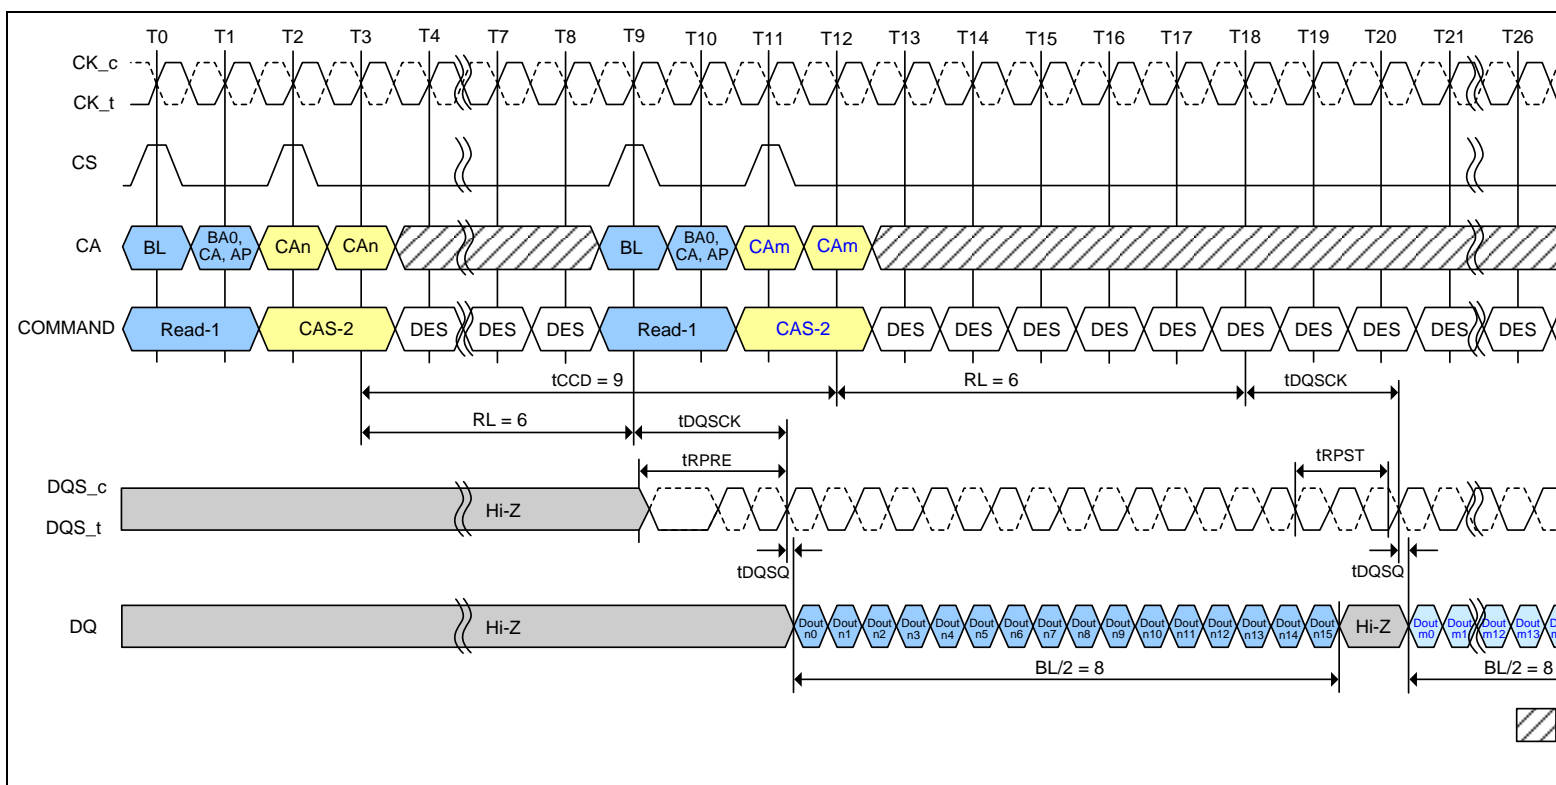 T0 T1 T2 T3 T4 T7 T8 T9 T10 T11 T12 T13 T14 T15 T16 T17 T18 T19 T20 T21 T26
CK_c
CK_t
CS
CA BL BA0, CA, AP CAn CAn BL BA0, CA, AP CAm CAm
COMMAND Read-1 CAS-2 DES DES DES Read-1 CAS-2 DES DES DES DES DES DES DES DES DES DES
tCCD = 9 RL = 6 tDQSCK
RL = 6 tDQSCK
tRPRE tRPST
DQS_c
Hi-Z
DQS_t
tDQSQ tDQSQ
DQ Hi-Z Dout n0 Dout n1 Dout n2 Dout n3 Dout n4 Dout n5 Dout n6 Dout n7 Dout n8 Dout n9 Dout n10 Dout n11 Dout n12 Dout n13 Dout n14 Dout n15 Hi-Z Dout m0 Dout m1 Dout m12 Dout m13
BL/2 = 8 BL/2 = 8